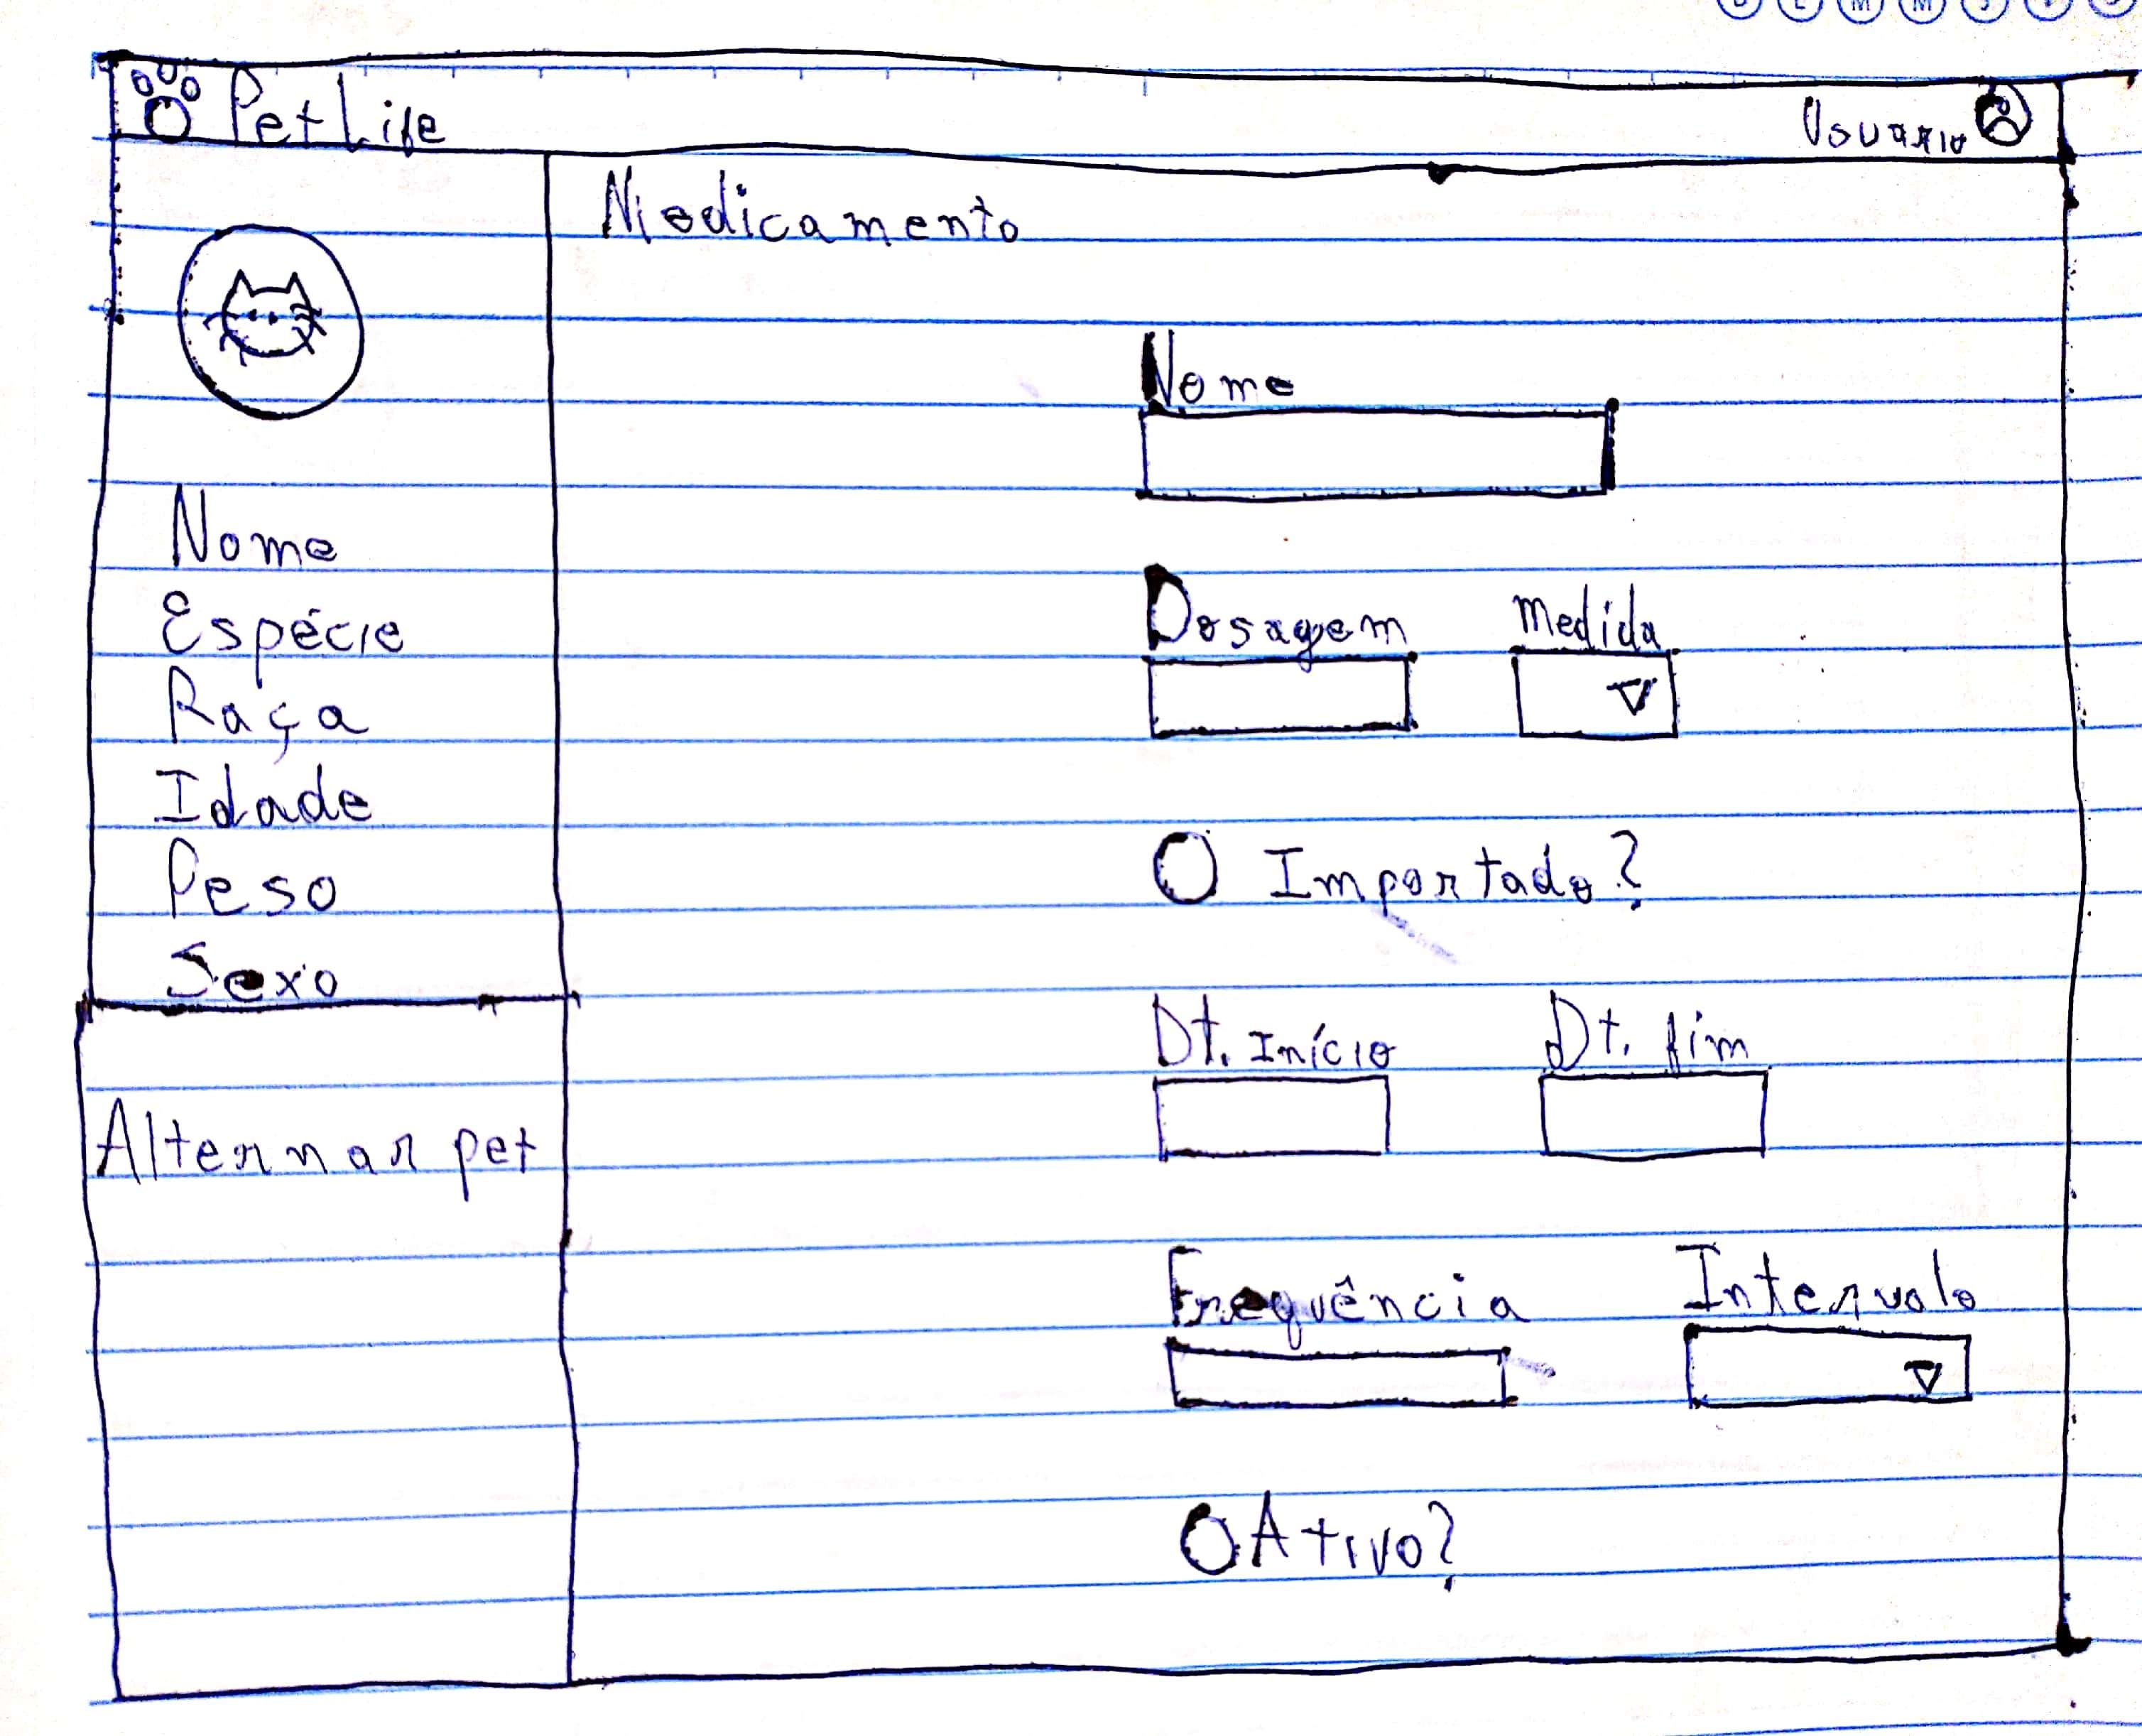 PetLife
Usuario
Medicamento
Nome
Espécie
Raça
Idade
Peso
Sexo
Alternar pet
Nome
Dosagem Medida
Importado?
Dt. Início Dt. fim
Frequência Intervalo
Ativo?